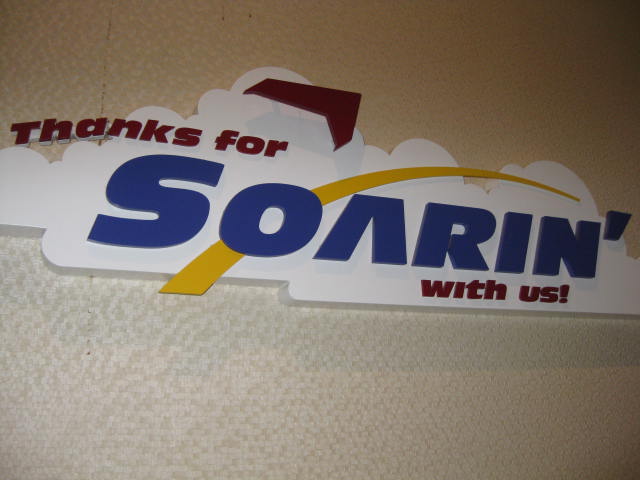 Thanks for
SOARIN'
with us!